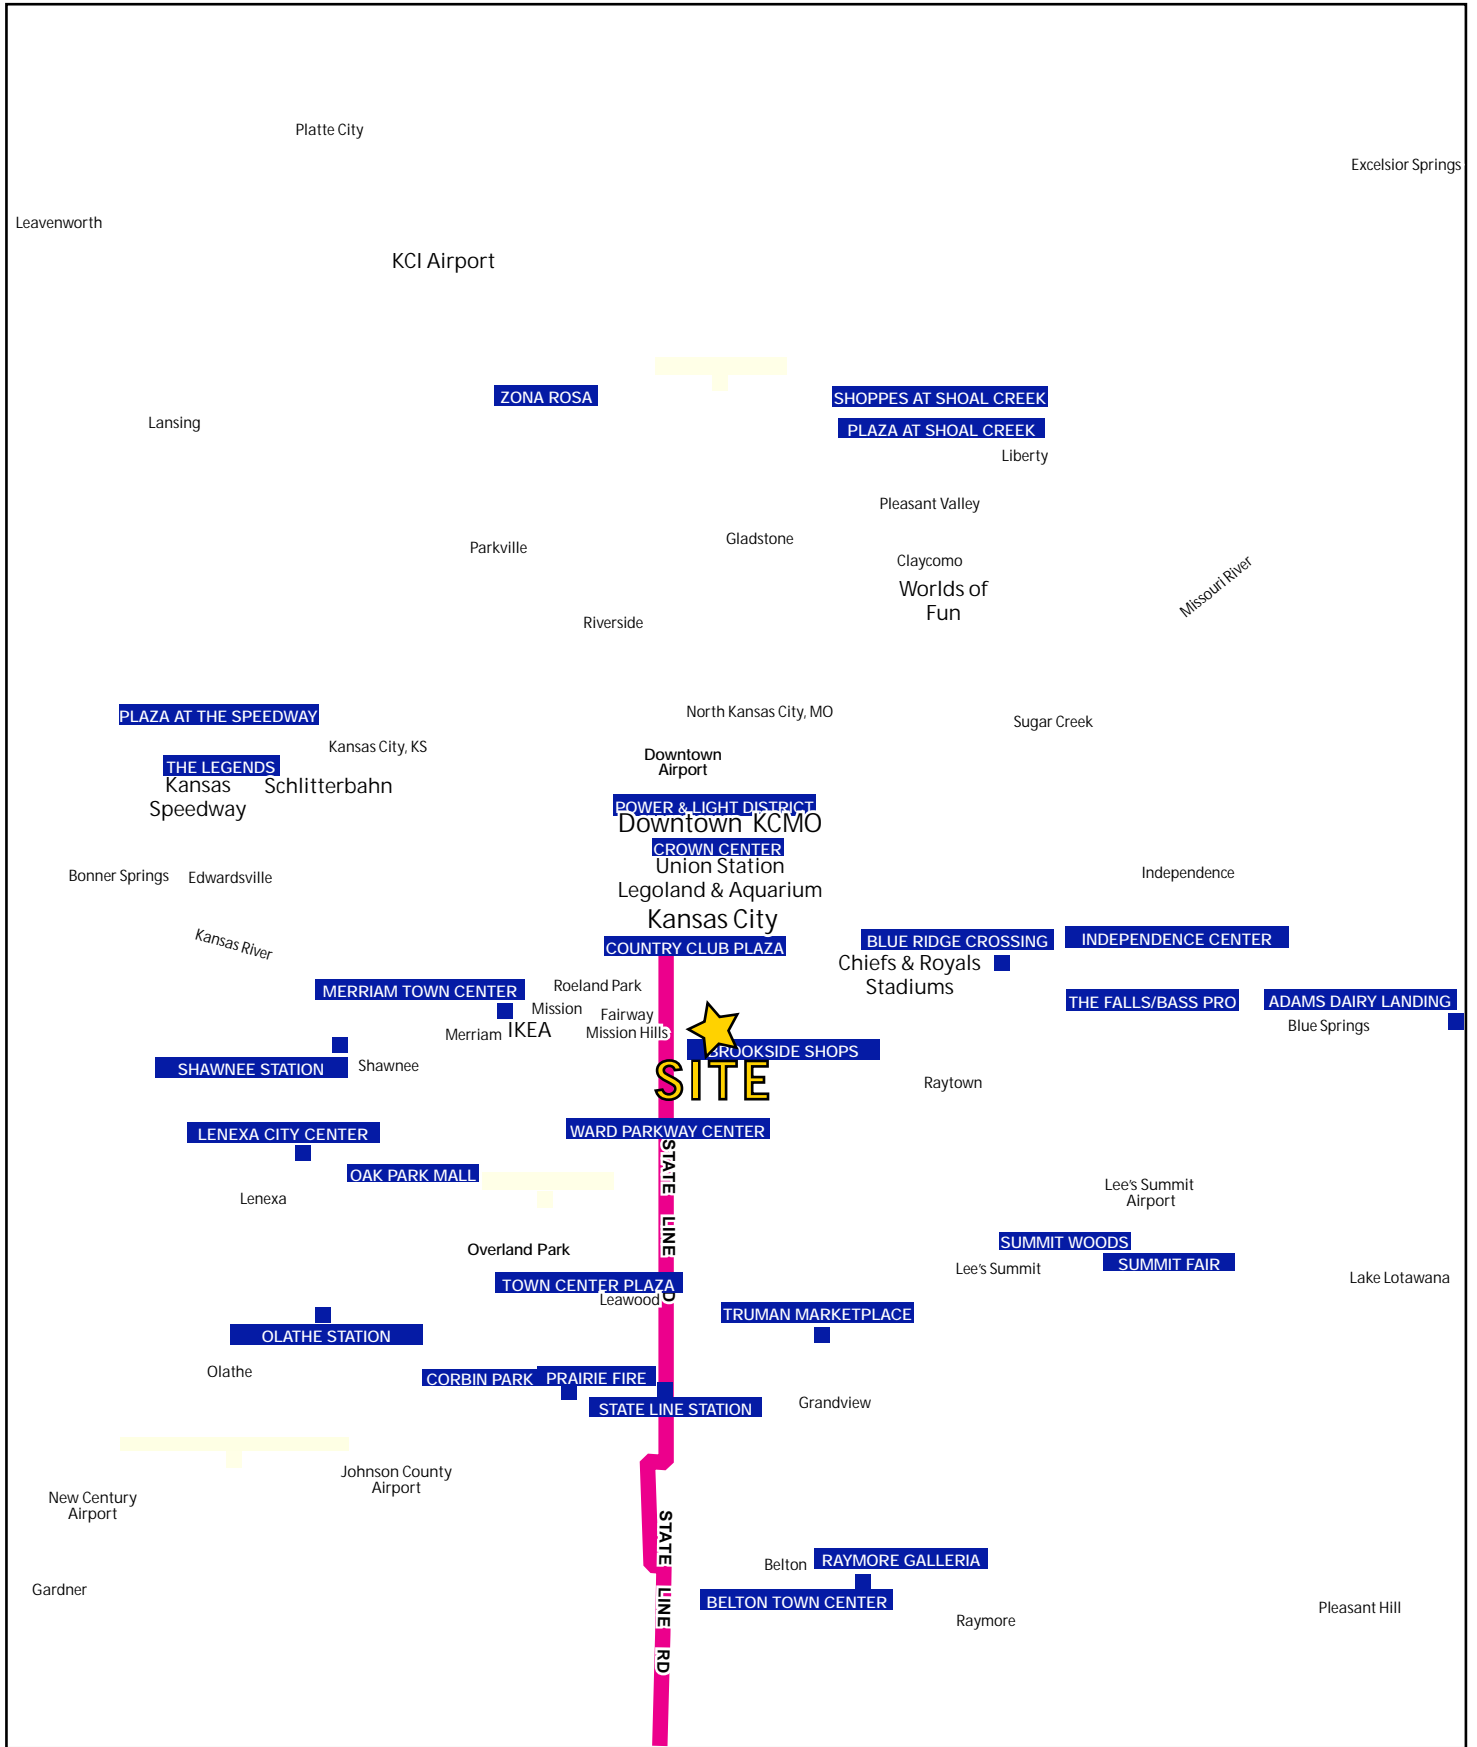 Platte City
Excelsior Springs
Leavenworth
KCI Airport
ZONA ROSA
SHOPPES AT SHOAL CREEK
Lansing
PLAZA AT SHOAL CREEK
Liberty
Pleasant Valley
Gladstone
Parkville
Claycomo
Worlds of
Fun
Missouri River
Riverside
North Kansas City, MO
PLAZA AT THE SPEEDWAY
Sugar Creek
Kansas City, KS
Downtown
Airport
THE LEGENDS
Kansas
Speedway
Schlitterbahn
POWER & LIGHT DISTRICT
Downtown KCMO
CROWN CENTER
Union Station
Legoland & Aquarium
Kansas City
Bonner Springs
Edwardsville
Independence
Kansas River
COUNTRY CLUB PLAZA
BLUE RIDGE CROSSING
INDEPENDENCE CENTER
Chiefs & Royals
Stadiums
MERRIAM TOWN CENTER
Roeland Park
Mission
Fairway
Mission Hills
Merriam
IKEA
THE FALLS/BASS PRO
ADAMS DAIRY LANDING
Blue Springs
BROOKSIDE SHOPS
SITE
SHAWNEE STATION
Shawnee
Raytown
LENEXA CITY CENTER
WARD PARKWAY CENTER
OAK PARK MALL
Lenexa
STATE LINE
Lee's Summit
Airport
Overland Park
SUMMIT WOODS
SUMMIT FAIR
Lee's Summit
Lake Lotawana
TOWN CENTER PLAZA
Leawood
TRUMAN MARKETPLACE
OLATHE STATION
Olathe
CORBIN PARK
PRAIRIE FIRE
STATE LINE STATION
Grandview
Johnson County
Airport
New Century
Airport
STATE LINE RD
Belton
RAYMORE GALLERIA
Gardner
BELTON TOWN CENTER
Raymore
Pleasant Hill